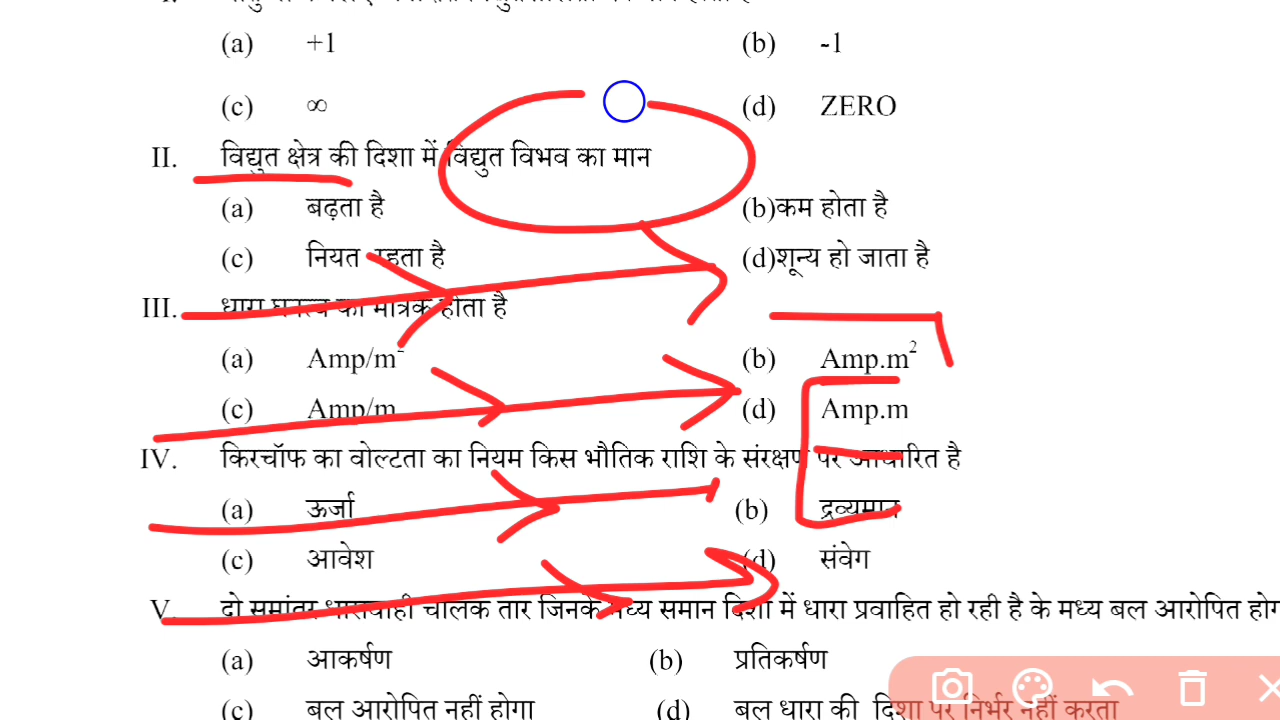 (a) +1 (b) -1
(c) ∞ (d) ZERO
II. विद्युत क्षेत्र की दिशा में विद्युत विभव का मान
(a) बढ़ता है (b)कम होता है
(c) नियत रहता है (d)शून्य हो जाता है
III. धारा घनत्व का मात्रक होता है
(a) Amp/m² (b) Amp.m²
(c) Amp/m (d) Amp.m
IV. किरचॉफ का वोल्टता का नियम किस भौतिक राशि के संरक्षण पर आधारित है
(a) ऊर्जा (b) द्रव्यमान
(c) आवेश (d) संवेग
V. दो समांतर धारावाही चालक तार जिनके मध्य समान दिशा में धारा प्रवाहित हो रही है के मध्य बल आरोपित होग
(a) आकर्षण (b) प्रतिकर्षण
(c) बल आरोपित नहीं होगा (d) बल धारा की दिशा पर निर्भर नहीं करता